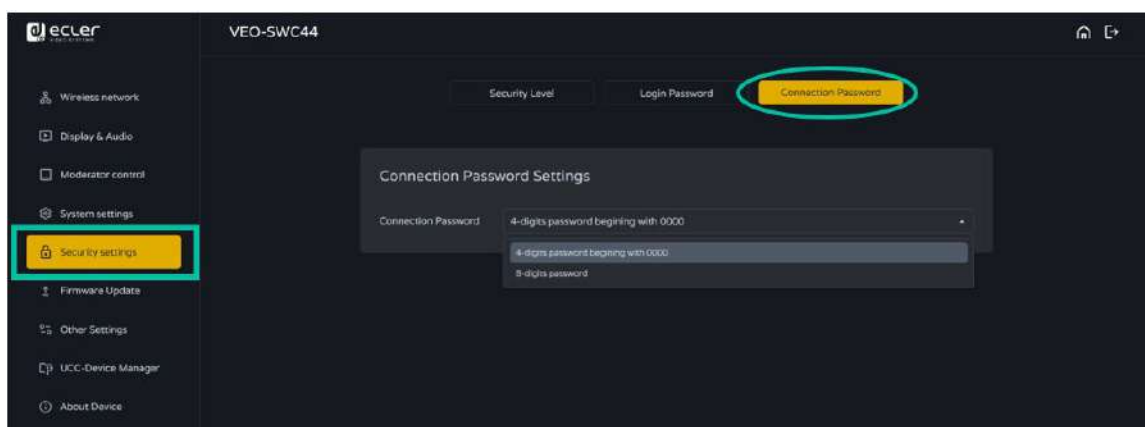 ecler
VEO-SWC44
Wireless network
Display & Audio
Moderator control
System settings
Security settings
Firmware Update
Other Settings
UCC-Device Manager
About Device
Security Level
Login Password
Connection Password
Connection Password Settings
Connection Password
4-digits password begining with 0000
4-digits password begining with 0000
8-digits password